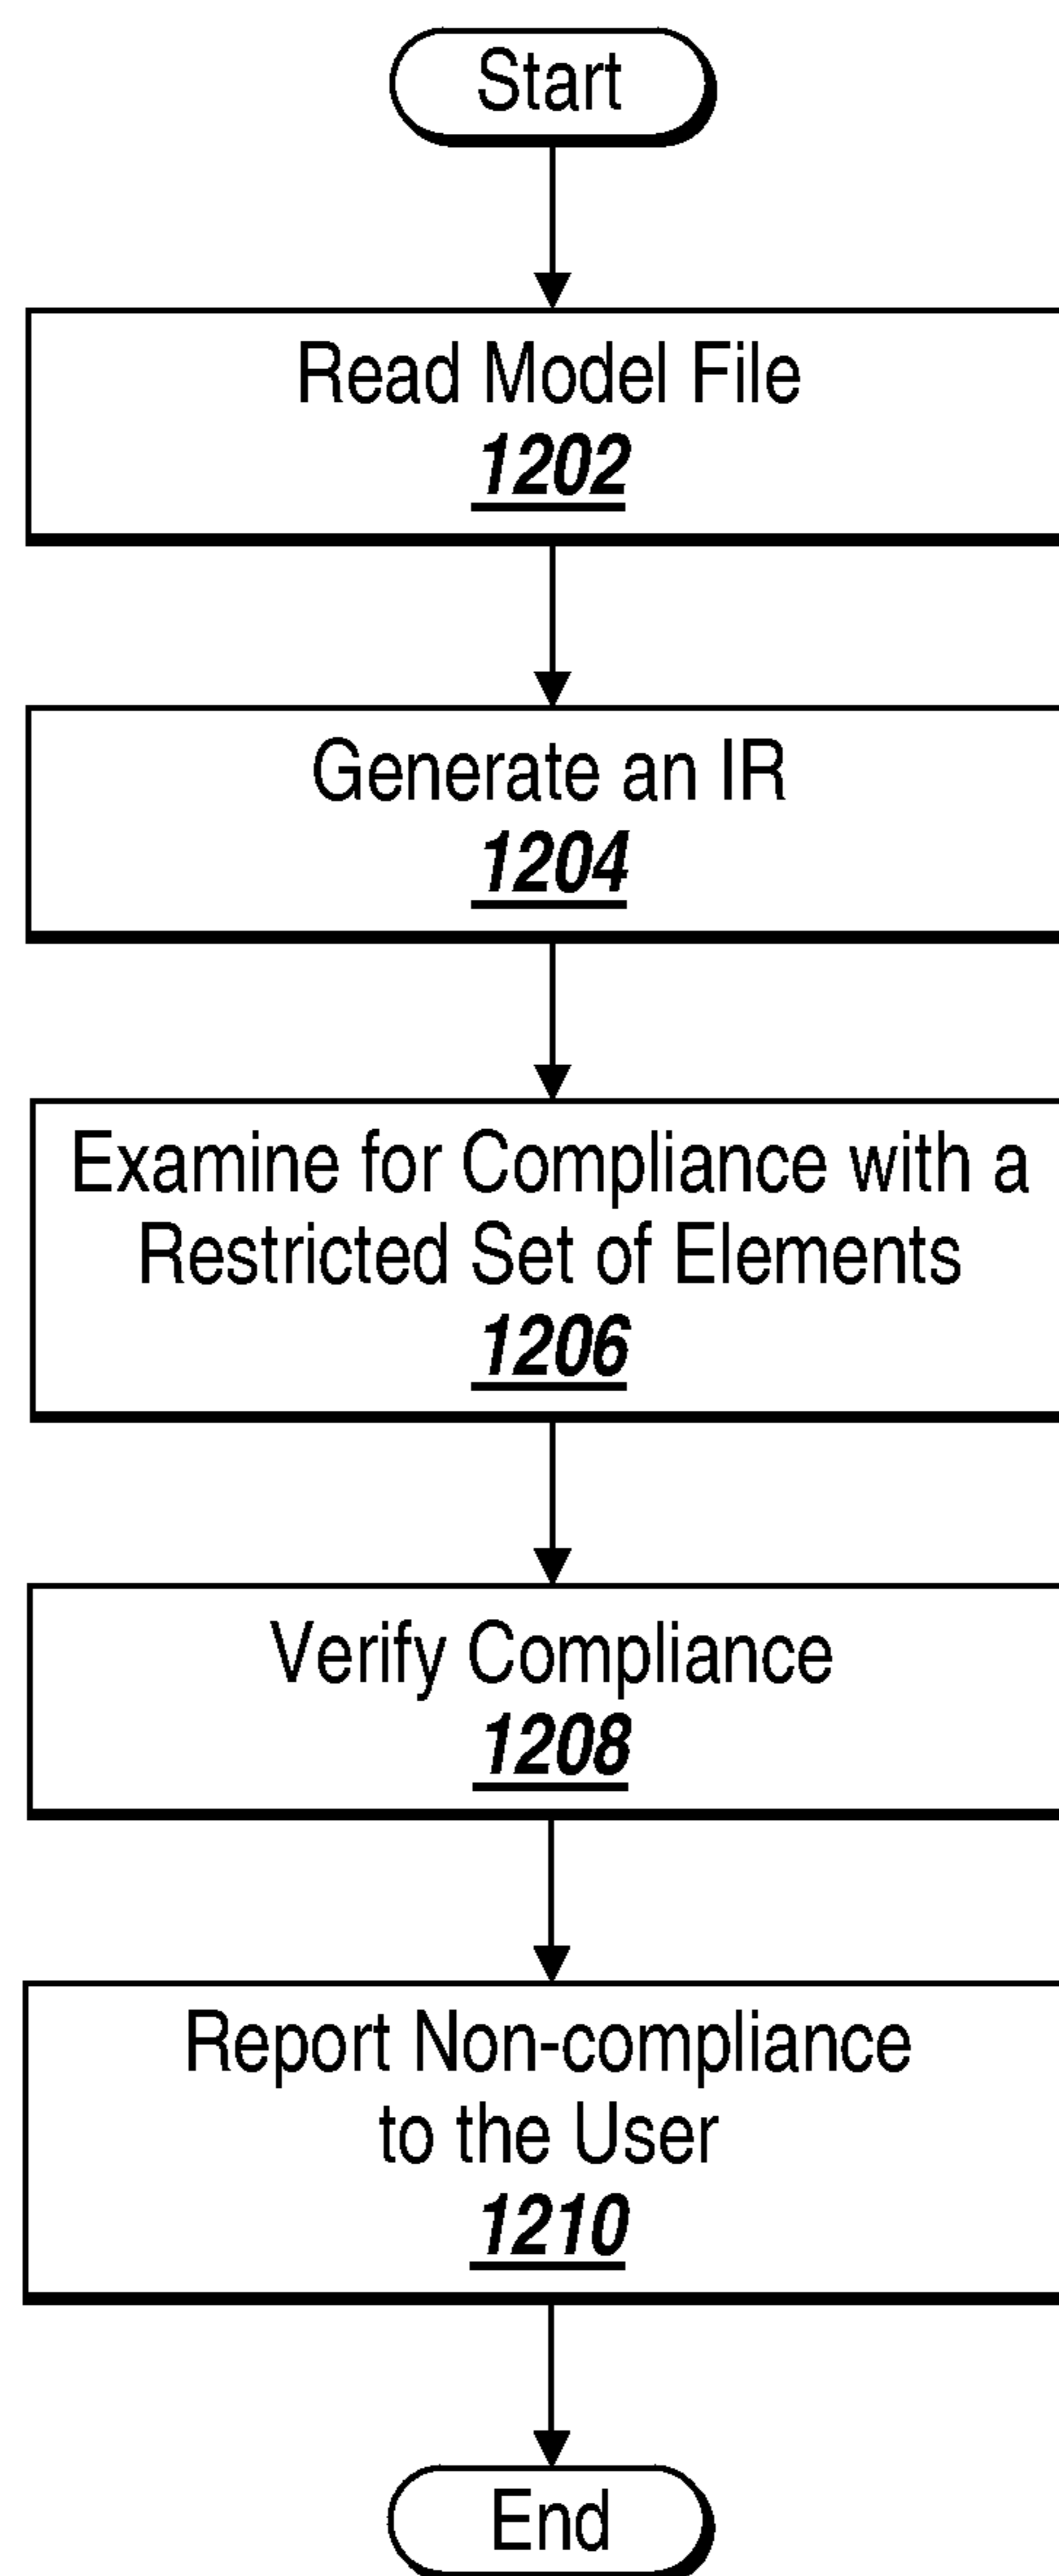 Start
Read Model File
1202
Generate an IR
1204
Examine for Compliance with a
Restricted Set of Elements
1206
Verify Compliance
1208
Report Non-compliance
to the User
1210
End